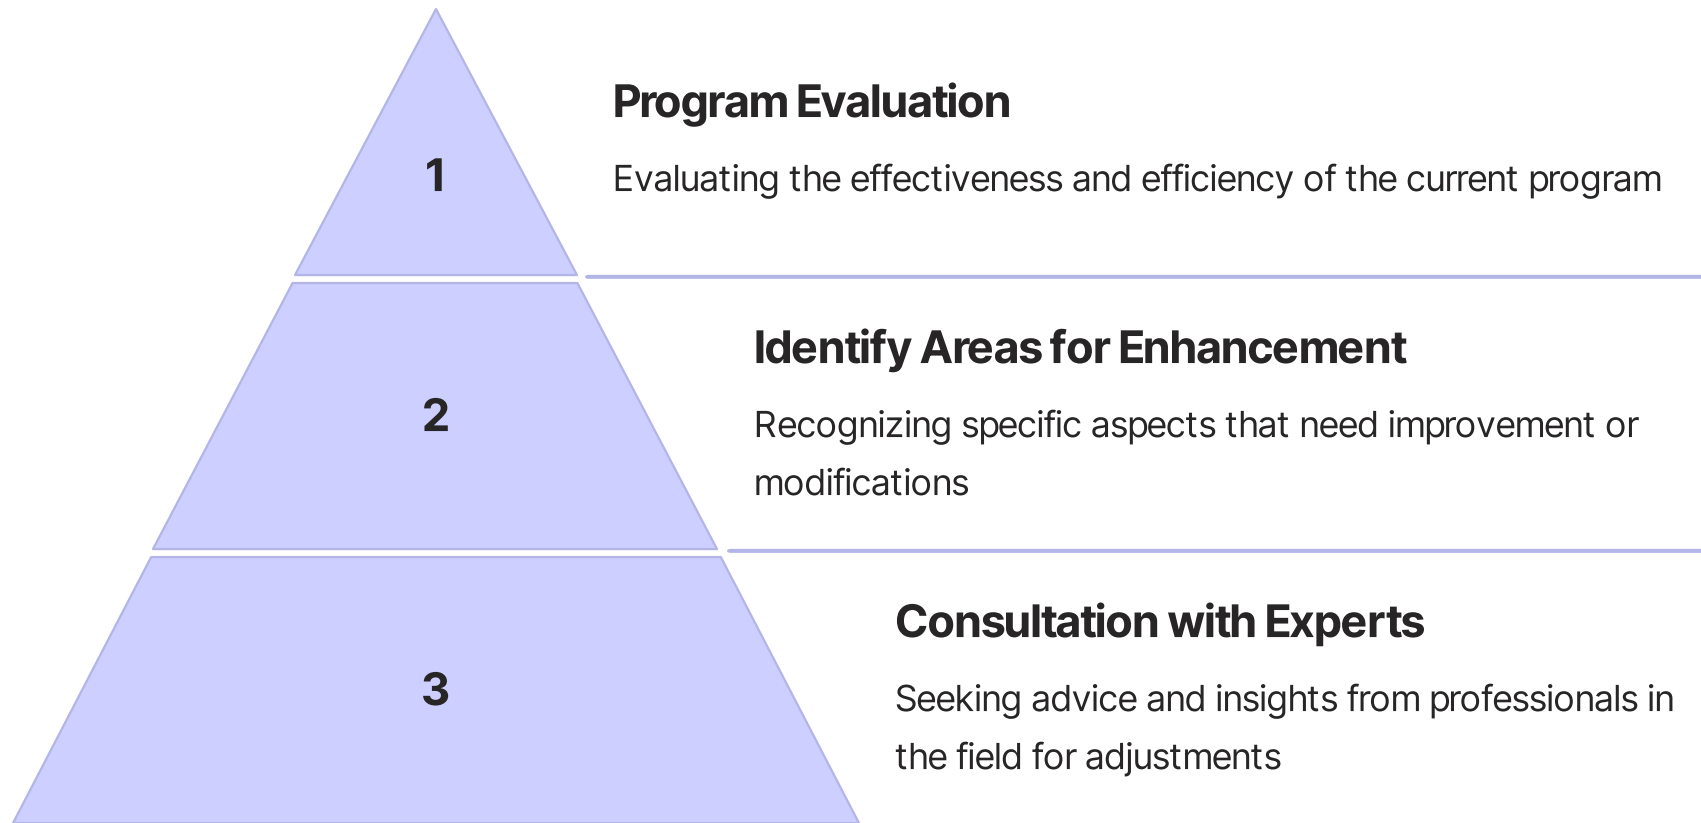 1
Program Evaluation
Evaluating the effectiveness and efficiency of the current program
2
Identify Areas for Enhancement
Recognizing specific aspects that need improvement or
modifications
3
Consultation with Experts
Seeking advice and insights from professionals in
the field for adjustments